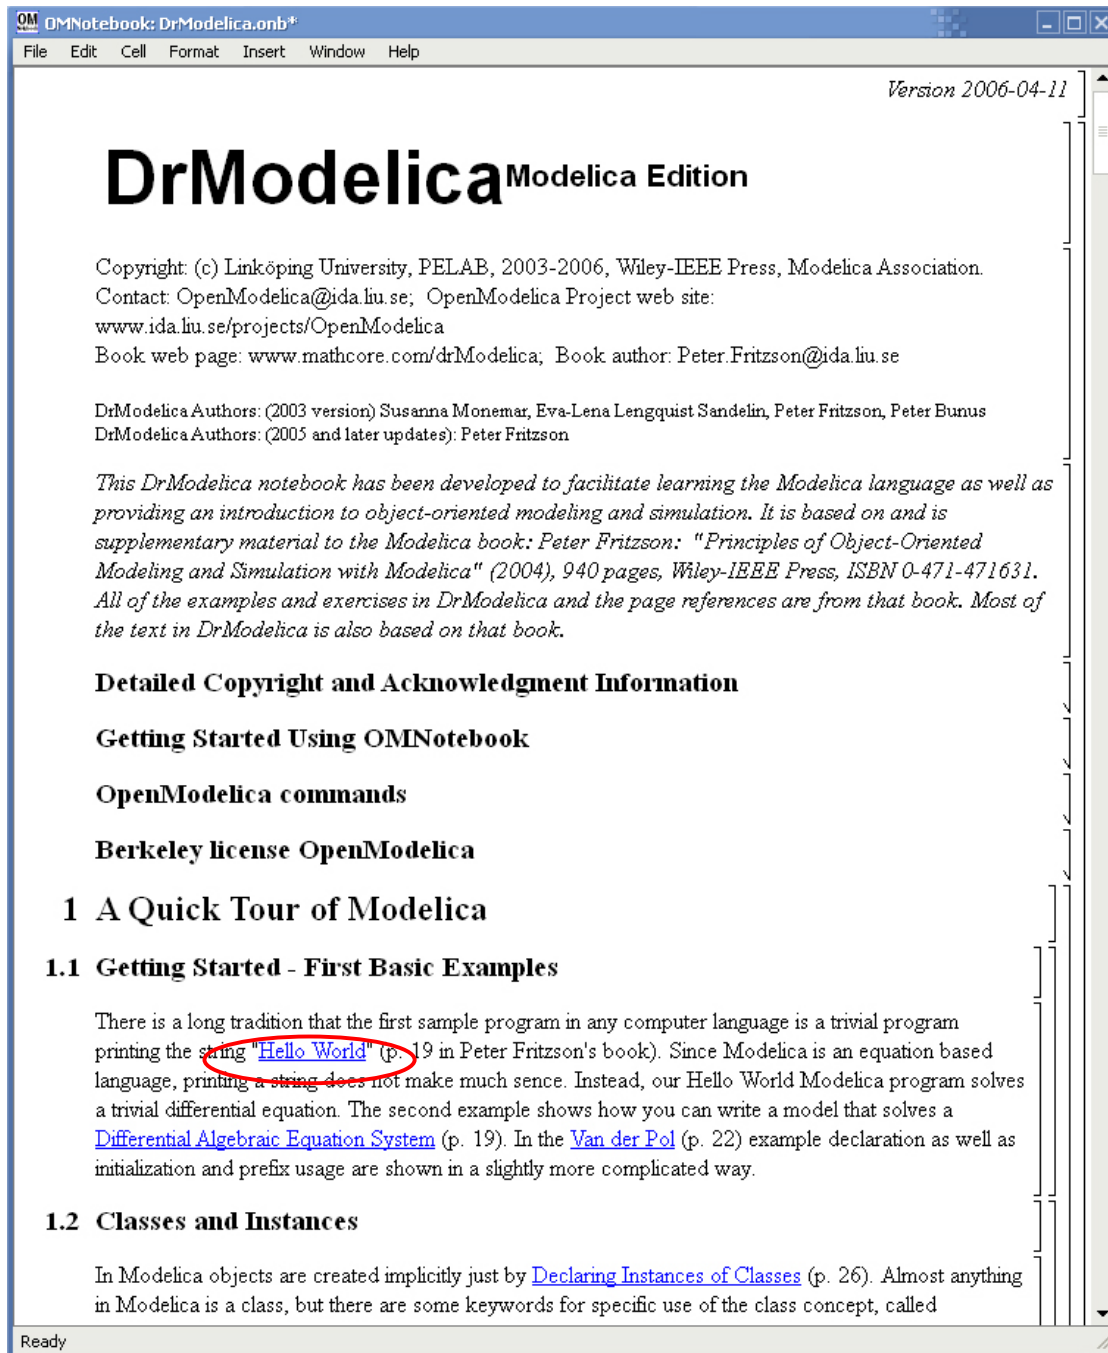 OMNotebook: DrModelica.onb*
File Edit Cell Format Insert Window Help
Version 2006-04-11
DrModelica Modelica Edition
Copyright: (c) Linköping University, PELAB, 2003-2006, Wiley-IEEE Press, Modelica Association.
Contact: OpenModelica@ida.liu.se; OpenModelica Project web site:
www.ida.liu.se/projects/OpenModelica
Book web page: www.mathcore.com/drModelica; Book author: Peter.Fritzson@ida.liu.se
DrModelica Authors: (2003 version) Susanna Monemar, Eva-Lena Lengquist Sandelin, Peter Fritzson, Peter Bunus
DrModelica Authors: (2005 and later updates): Peter Fritzson
This DrModelica notebook has been developed to facilitate learning the Modelica language as well as
providing an introduction to object-oriented modeling and simulation. It is based on and is
supplementary material to the Modelica book: Peter Fritzson: "Principles of Object-Oriented
Modeling and Simulation with Modelica" (2004), 940 pages, Wiley-IEEE Press, ISBN 0-471-471631.
All of the examples and exercises in DrModelica and the page references are from that book. Most of
the text in DrModelica is also based on that book.
Detailed Copyright and Acknowledgment Information
Getting Started Using OMNotebook
OpenModelica commands
Berkeley license OpenModelica
1 A Quick Tour of Modelica
1.1 Getting Started - First Basic Examples
There is a long tradition that the first sample program in any computer language is a trivial program
printing the string "Hello World" (p. 19 in Peter Fritzson's book). Since Modelica is an equation based
language, printing a string does not make much sence. Instead, our Hello World Modelica program solves
a trivial differential equation. The second example shows how you can write a model that solves a
Differential Algebraic Equation System (p. 19). In the Van der Pol (p. 22) example declaration as well as
initialization and prefix usage are shown in a slightly more complicated way.
1.2 Classes and Instances
In Modelica objects are created implicitly just by Declaring Instances of Classes (p. 26). Almost anything
in Modelica is a class, but there are some keywords for specific use of the class concept, called
Ready